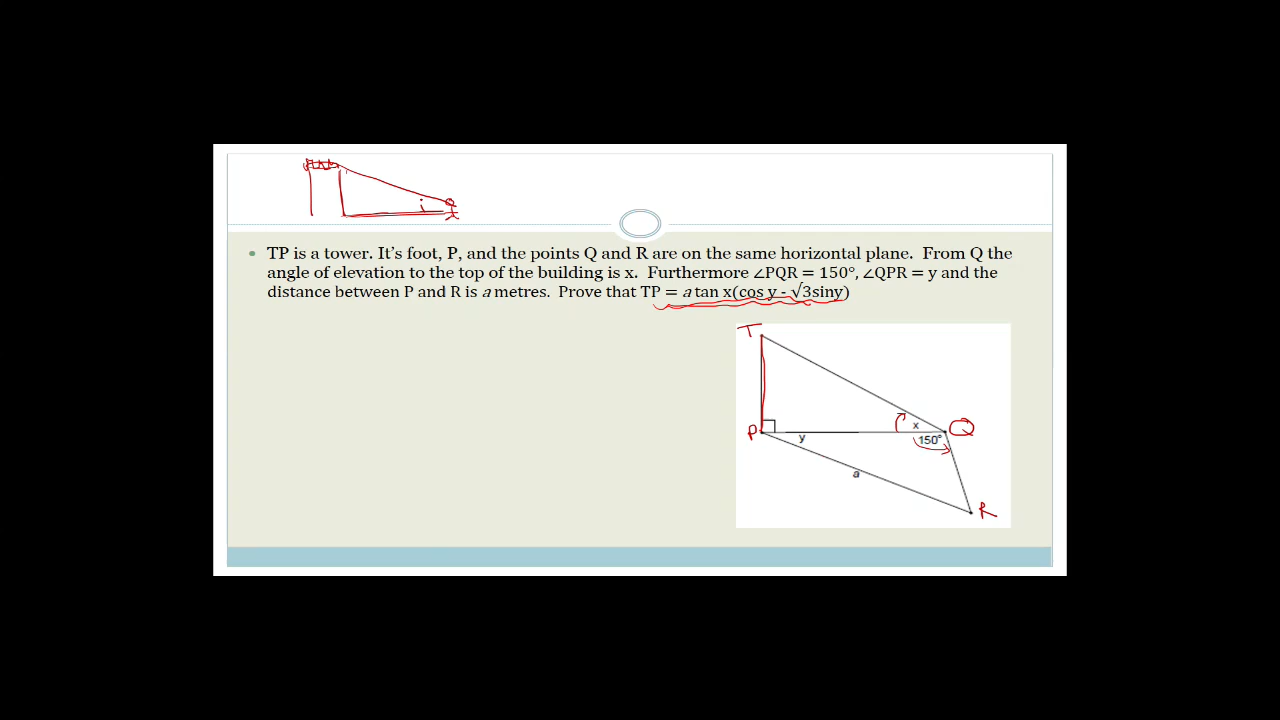 TP is a tower. It's foot, P, and the points Q and R are on the same horizontal plane. From Q the
angle of elevation to the top of the building is x. Furthermore ∠PQR = 150°, ∠QPR = y and the
distance between P and R is a metres. Prove that TP = a tan x(cos y - √3siny)
T
x
Q
P
y
150°
a
R